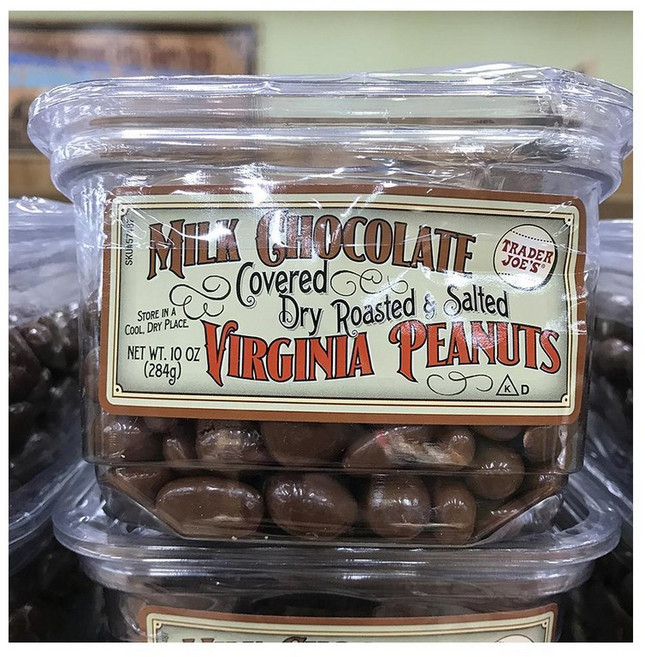 MILK CHOCOLATE
Covered
Dry Roasted & Salted
VIRGINIA PEANUTS
TRADER
JOE'S®
STORE IN A
COOL, DRY PLACE.
NET WT. 10 OZ
(284g)
K D